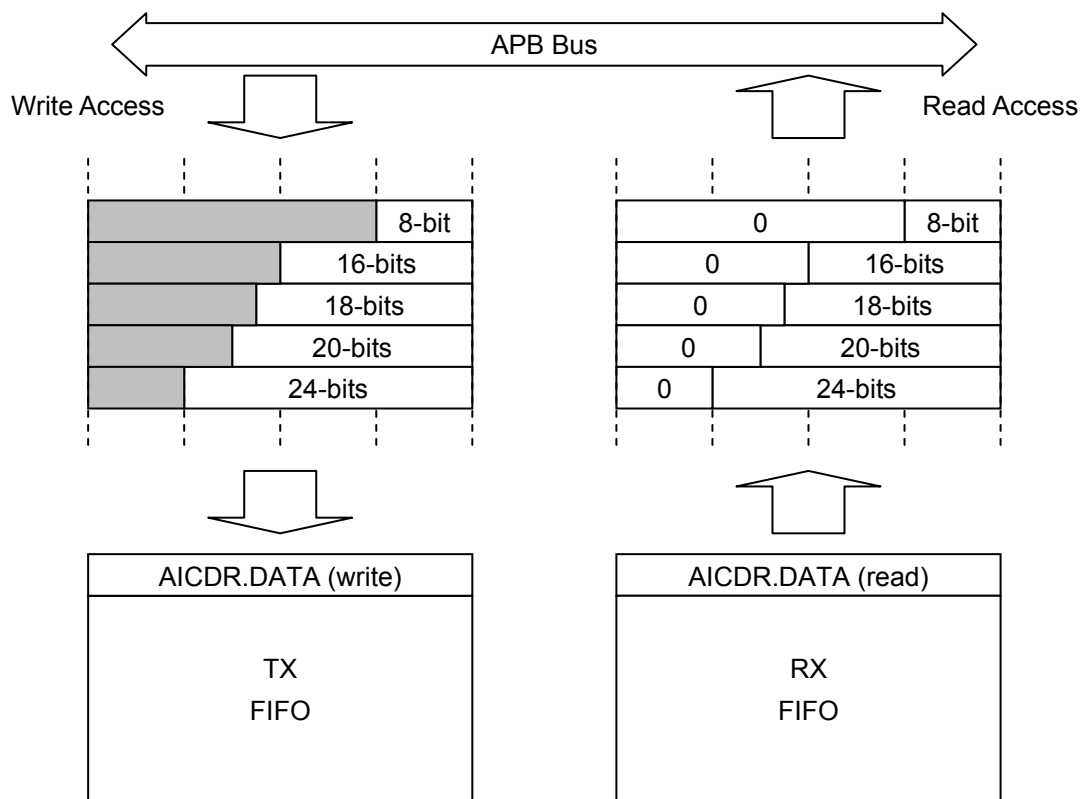 APB Bus
Write Access
Read Access
8-bit
0
8-bit
16-bits
0
16-bits
18-bits
0
18-bits
20-bits
0
20-bits
24-bits
0
24-bits
AICDR.DATA (write)
AICDR.DATA (read)
TX
FIFO
RX
FIFO